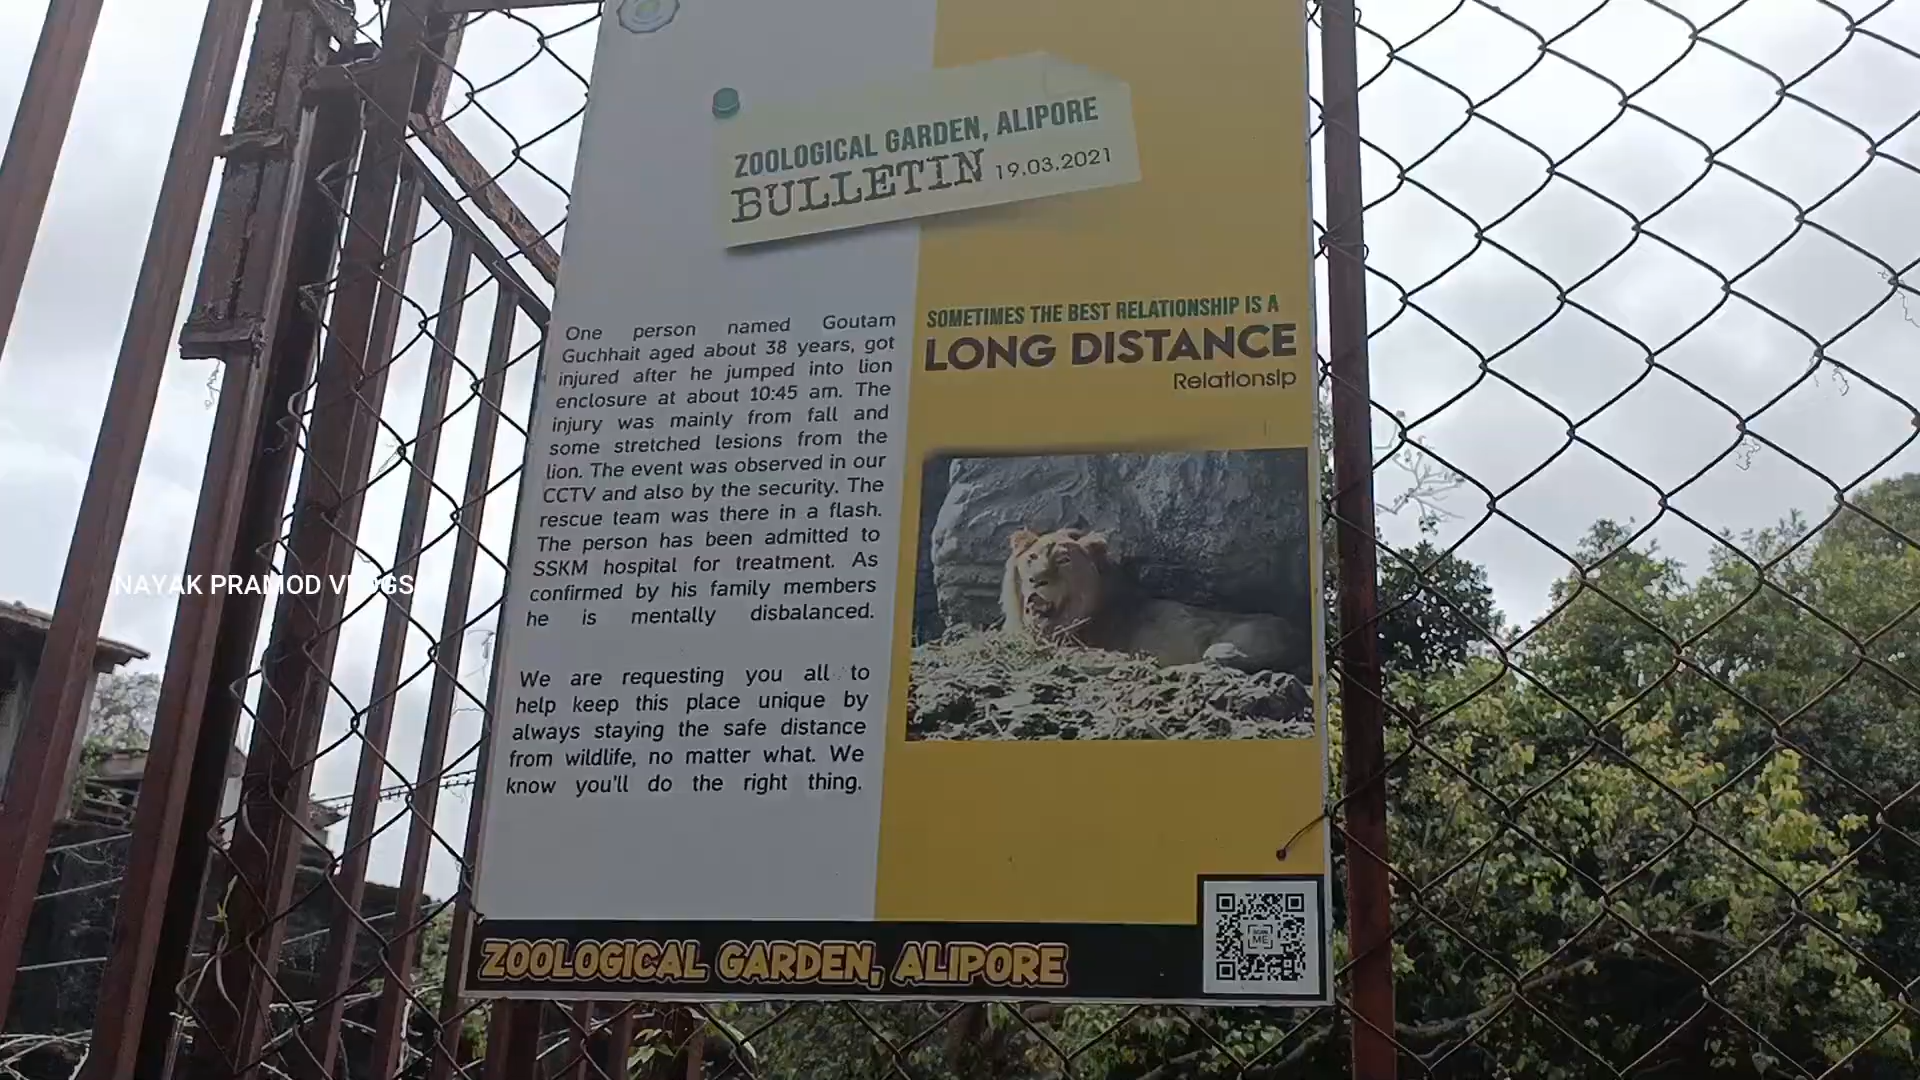 ZOOLOGICAL GARDEN, ALIPORE
BULLETIN 19.03.2021
One person named Goutam
Guchhait aged about 38 years, got
injured after he jumped into lion
enclosure at about 10:45 am. The
injury was mainly from fall and
some stretched lesions from the
lion. The event was observed in our
CCTV and also by the security. The
rescue team was there in a flash.
The person has been admitted to
SSKM hospital for treatment. As
confirmed by his family members
he is mentally disbalanced.
We are requesting you all to
help keep this place unique by
always staying the safe distance
from wildlife, no matter what. We
know you'll do the right thing.
SOMETIMES THE BEST RELATIONSHIP IS A
LONG DISTANCE
Relationsip
NAYAK PRAMOD VLOGS
ME
ZOOLOGICAL GARDEN, ALIPORE